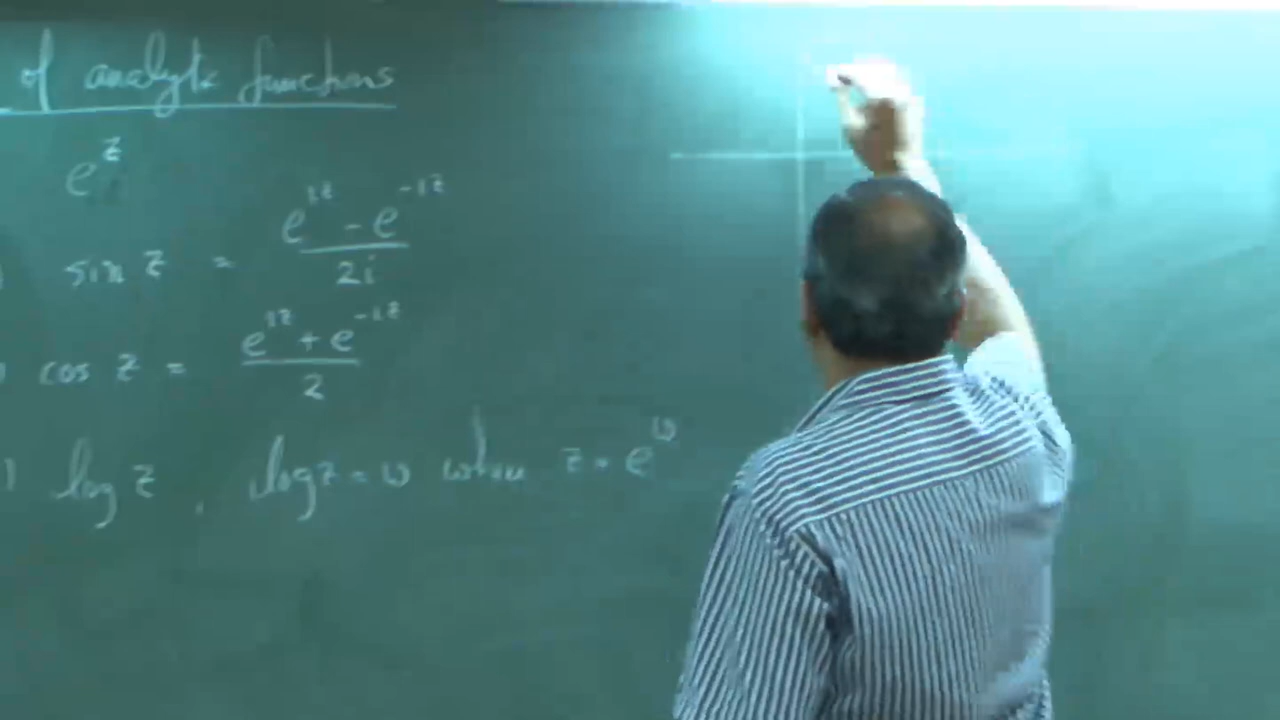 of analytic functions
e^z
) sin z = (e^{iz} - e^{-iz})/2i
) cos z = (e^{iz} + e^{-iz})/2
) log z , log z = w when z = e^w